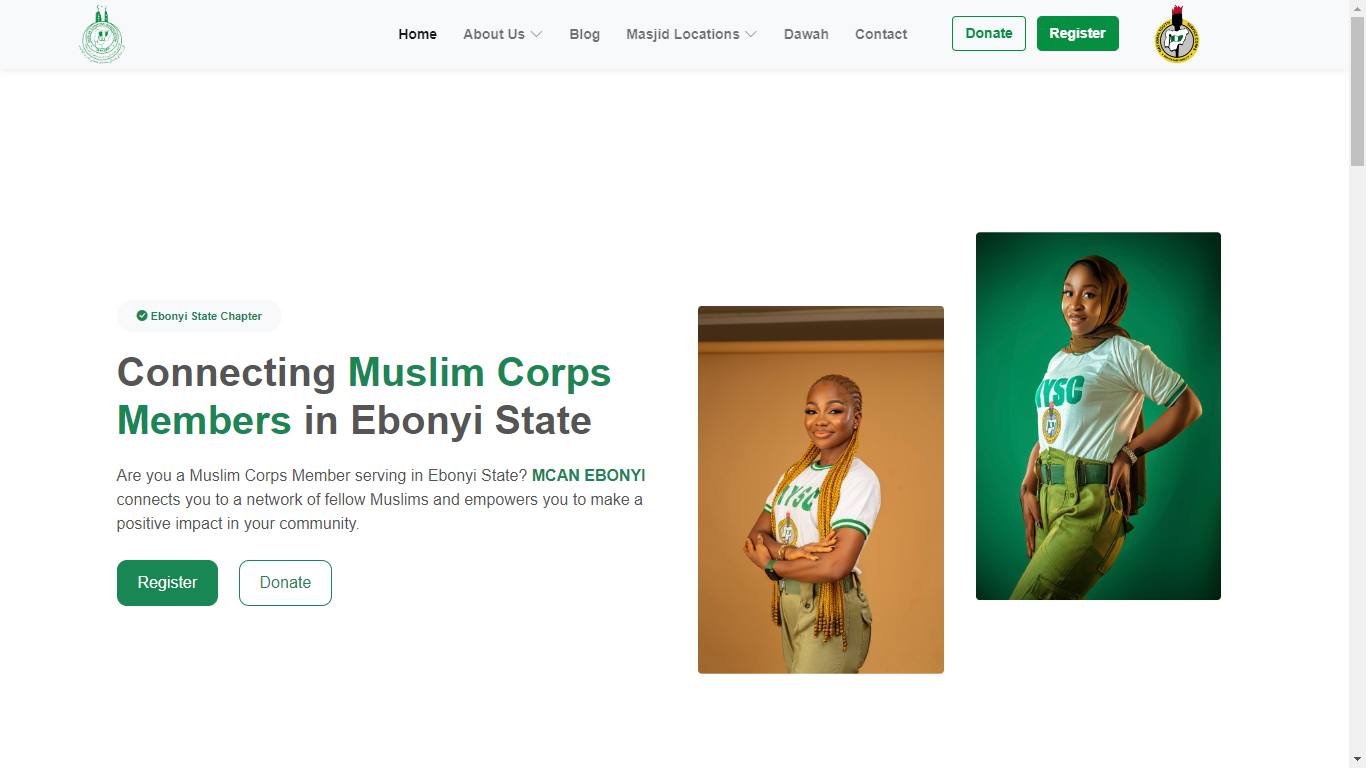 Home
About Us
Blog
Masjid Locations
Dawah
Contact
Donate
Register
Ebonyi State Chapter
Connecting Muslim Corps
Members in Ebonyi State
Are you a Muslim Corps Member serving in Ebonyi State? MCAN EBONYI
connects you to a network of fellow Muslims and empowers you to make a
positive impact in your community.
Register
Donate